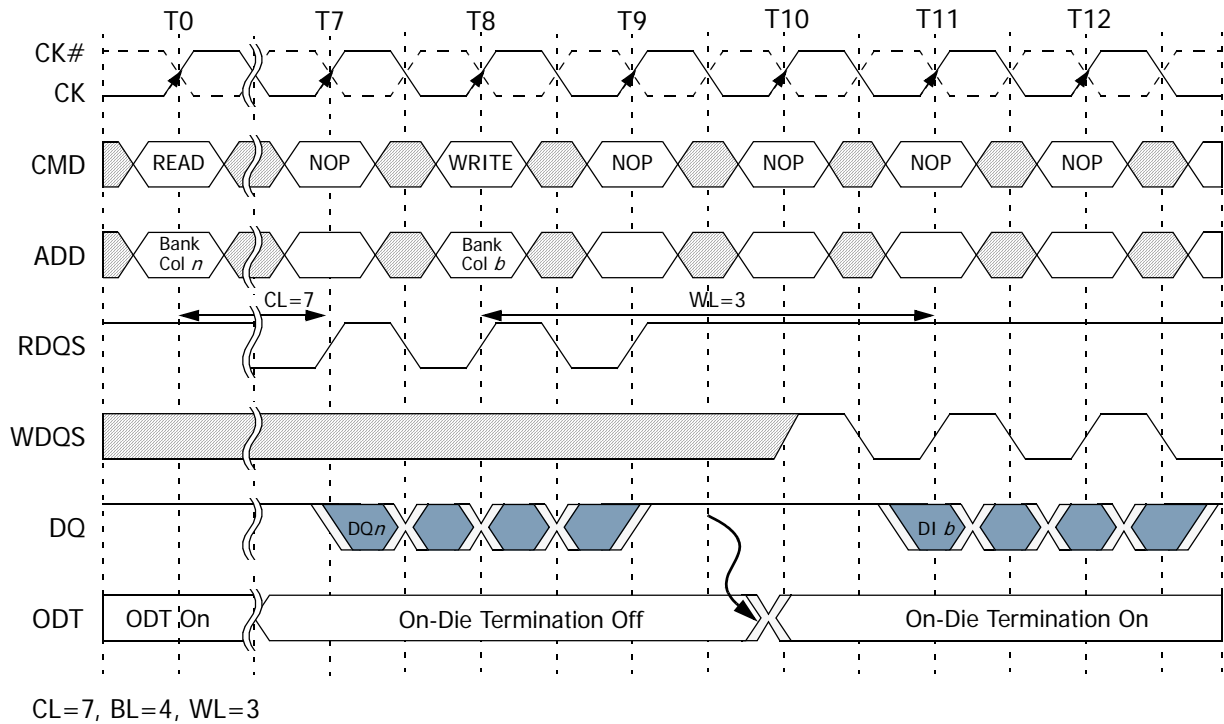 T0 T7 T8 T9 T10 T11 T12
CK#
CK
CMD READ NOP WRITE NOP NOP NOP NOP
ADD Bank Col n Bank Col b
CL=7 WL=3
RDQS
WDQS
DQ DQn DI b
ODT ODT On On-Die Termination Off On-Die Termination On
CL=7, BL=4, WL=3